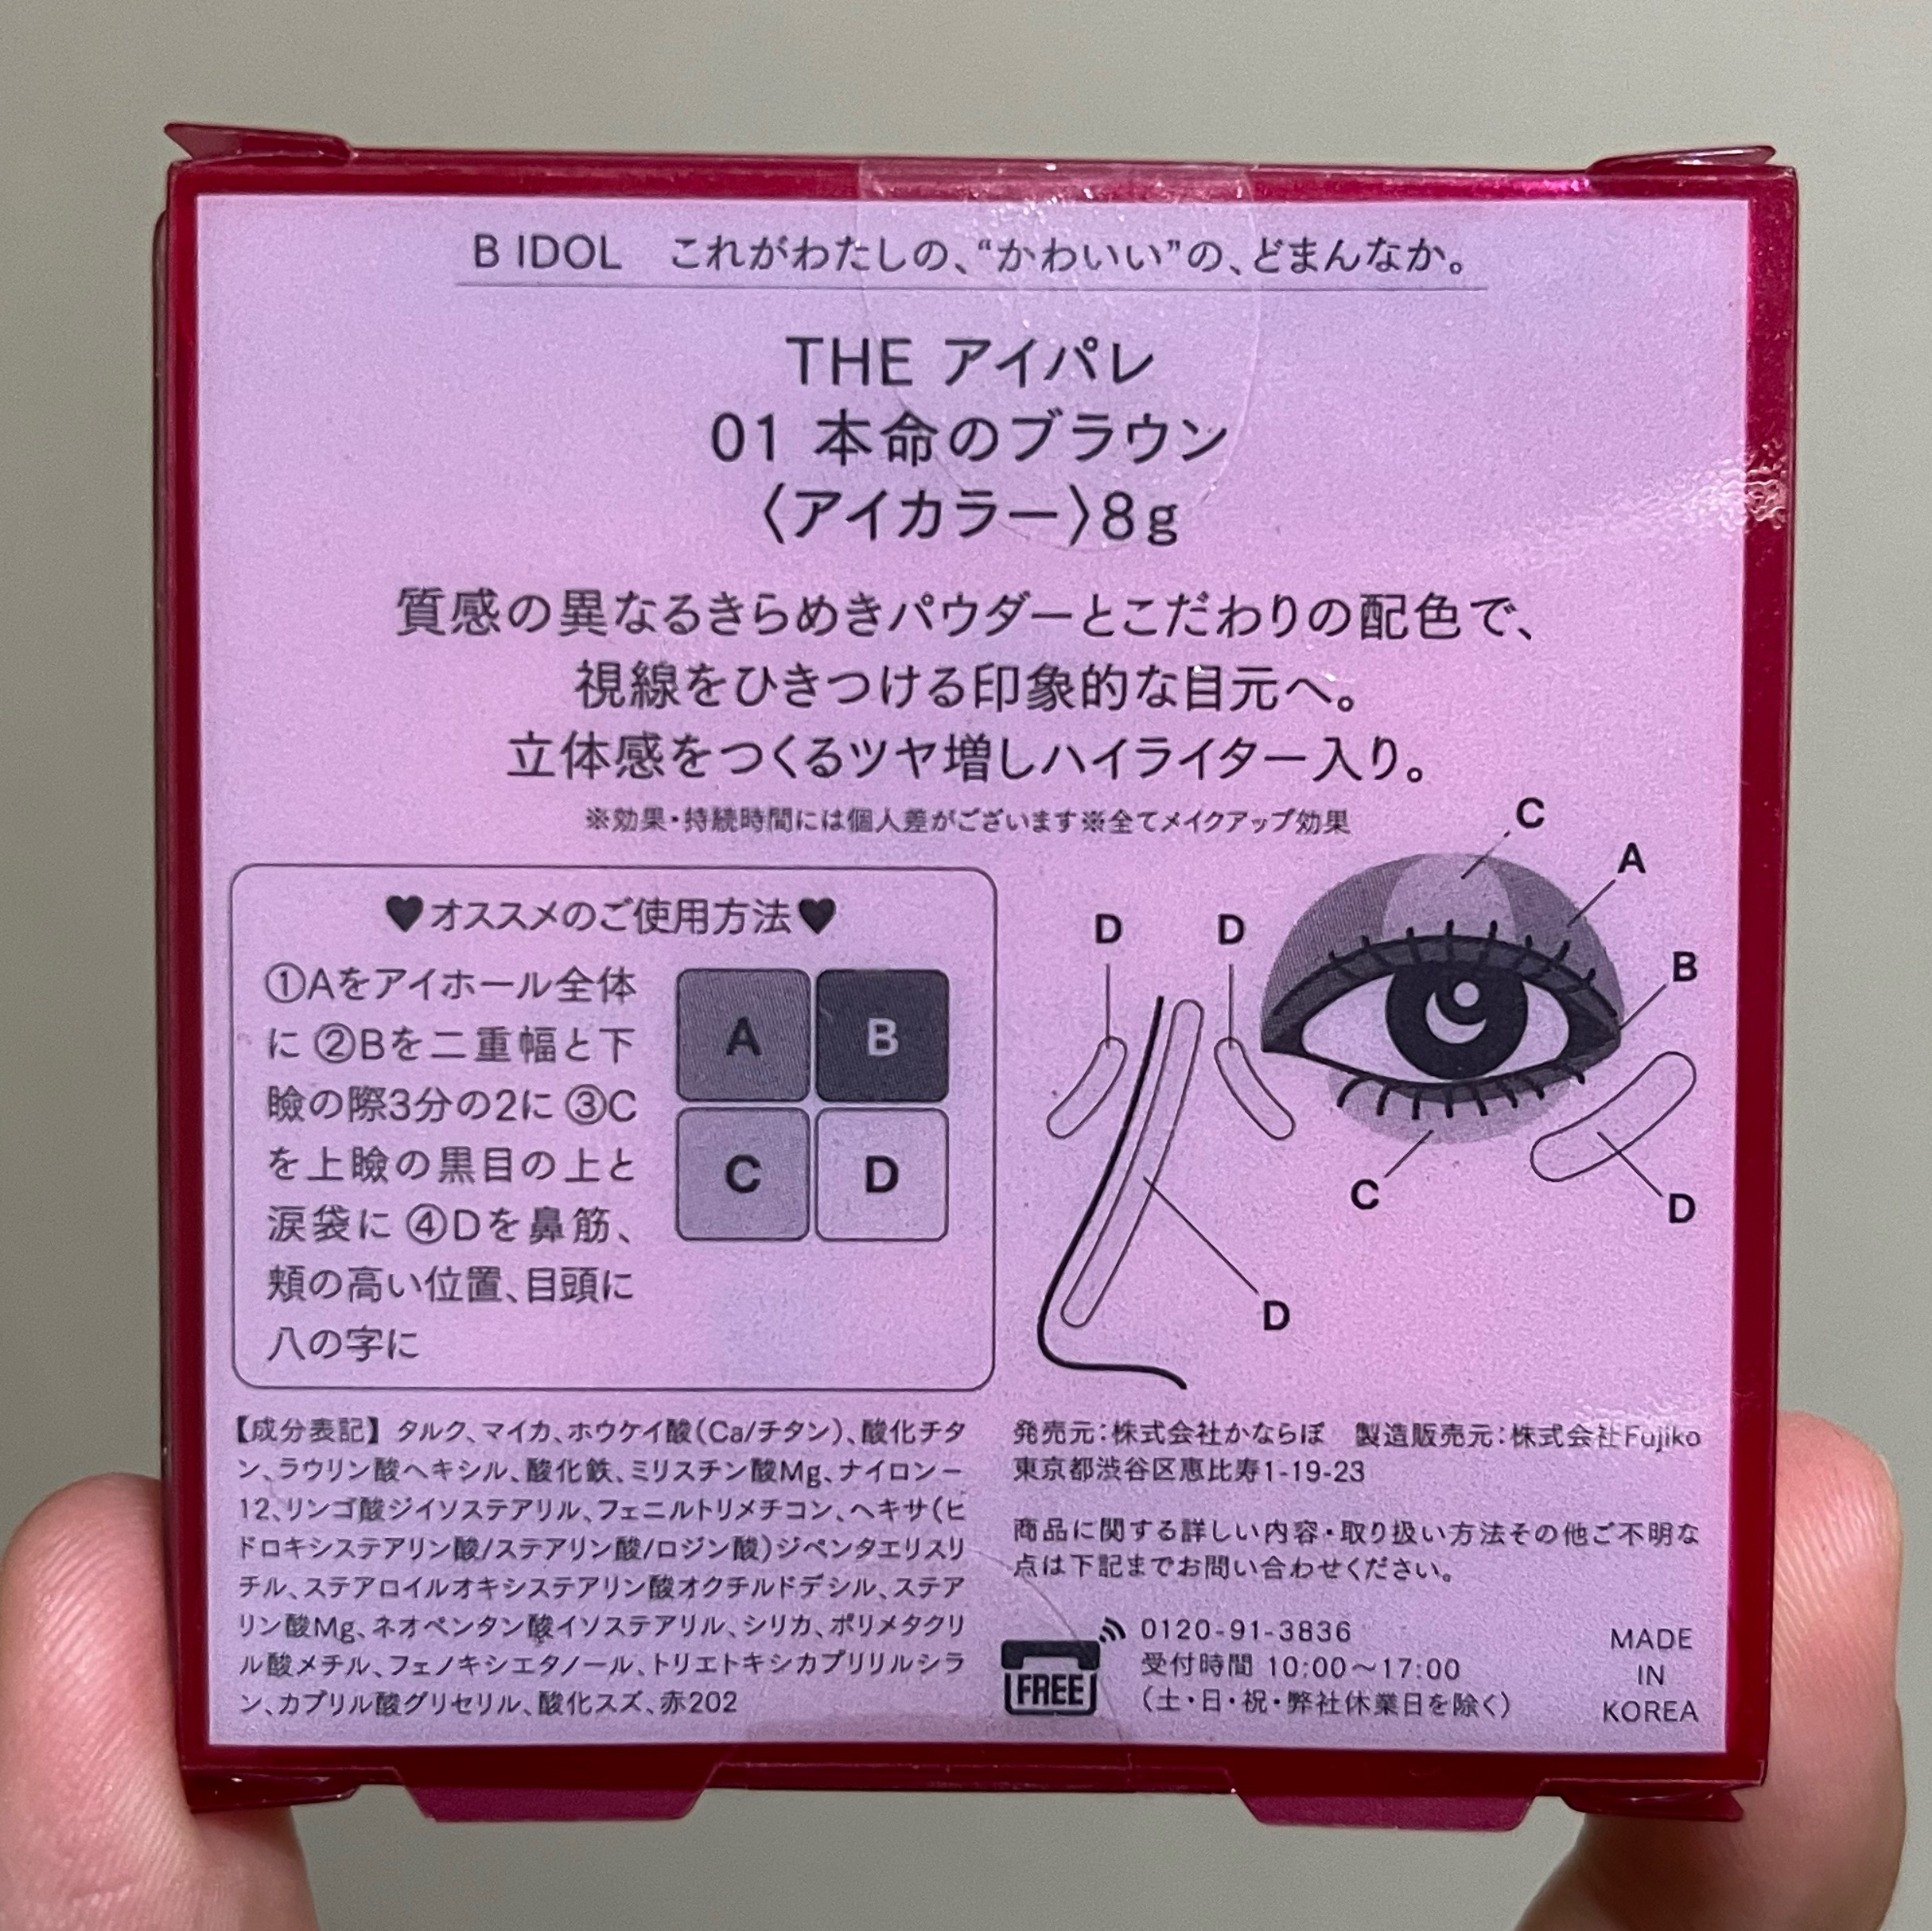 B IDOL　これがわたしの、“かわいい”の、どまんなか。
THE アイパレ
01 本命のブラウン
〈アイカラー〉8g
質感の異なるきらめきパウダーとこだわりの配色で、
視線をひきつける印象的な目元へ。
立体感をつくるツヤ増しハイライター入り。
※効果・持続時間には個人差がございます※全てメイクアップ効果
♥オススメのご使用方法♥
①Aをアイホール全体
に ②Bを二重幅と下
瞼の際3分の2に ③C
を上瞼の黒目の上と
涙袋に ④Dを鼻筋、
頬の高い位置、目頭に
八の字に
A
B
C
D
C
A
D
D
B
C
D
D
【成分表記】タルク、マイカ、ホウケイ酸(Ca/チタン)、酸化チタ
ン、ラウリン酸ヘキシル、酸化鉄、ミリスチン酸Mg、ナイロン－
12、リンゴ酸ジイソステアリル、フェニルトリメチコン、ヘキサ(ヒ
ドロキシステアリン酸/ステアリン酸/ロジン酸)ジペンタエリスリ
チル、ステアロイルオキシステアリン酸オクチルドデシル、ステア
リン酸Mg、ネオペンタン酸イソステアリル、シリカ、ポリメタクリ
ル酸メチル、フェノキシエタノール、トリエトキシカプリリルシラ
ン、カプリル酸グリセリル、酸化スズ、赤202
発売元：株式会社かならぼ　製造販売元：株式会社Fujiko
東京都渋谷区恵比寿1-19-23
商品に関する詳しい内容・取り扱い方法その他ご不明な
点は下記までお問い合わせください。
FREE
0120-91-3836
受付時間 10:00～17:00
（土・日・祝・弊社休業日を除く）
MADE
IN
KOREA